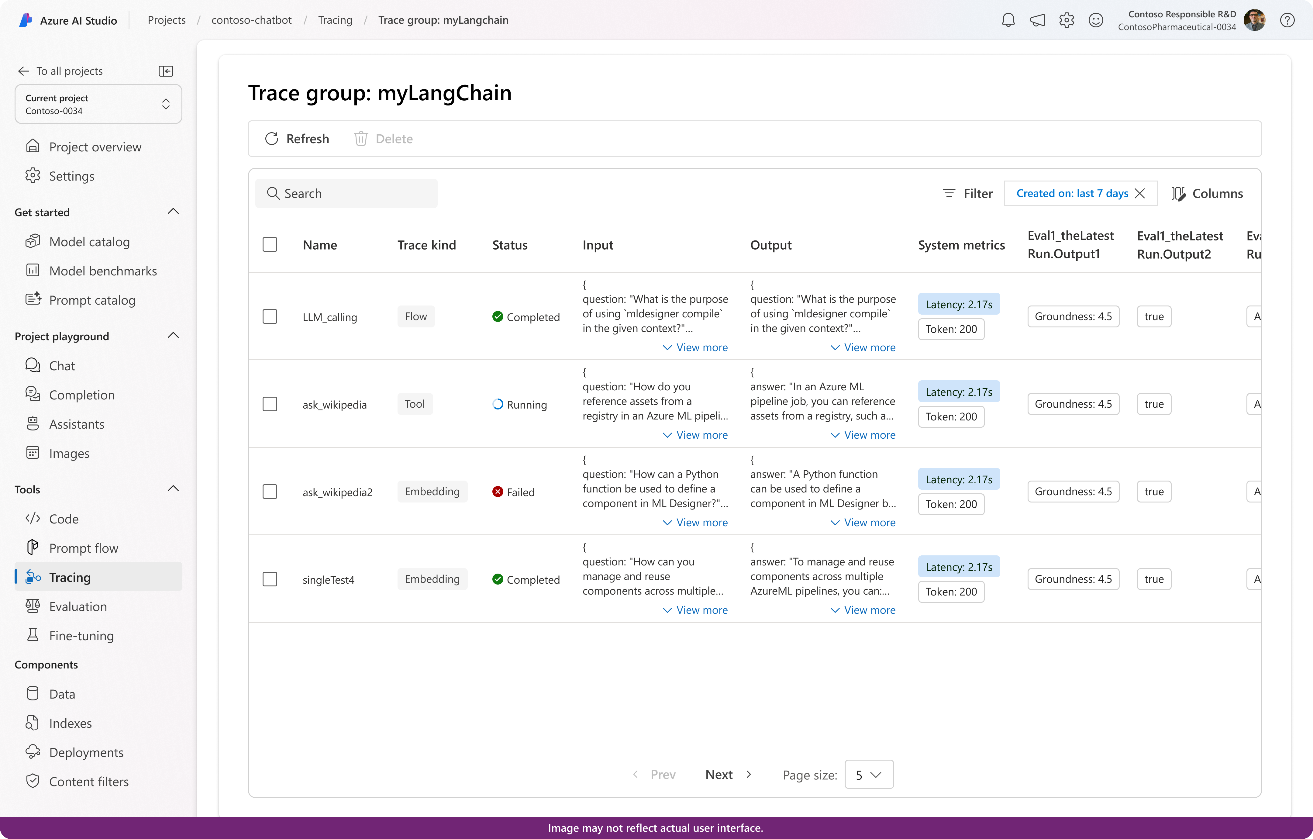 Azure AI Studio
Projects / contoso-chatbot / Tracing / Trace group: myLangchain
Contoso Responsible R&D
ContosoPharmaceutical-0034
To all projects
Current project
Contoso-0034
Project overview
Settings
Get started
Model catalog
Model benchmarks
Prompt catalog
Project playground
Chat
Completion
Assistants
Images
Tools
Code
Prompt flow
Tracing
Evaluation
Fine-tuning
Components
Data
Indexes
Deployments
Content filters
Trace group: myLangChain
Refresh Delete
Search
Filter Created on: last 7 days Columns
Name Trace kind Status Input Output System metrics
Eval1_theLatest
Run.Output1
Eval1_theLatest
Run.Output2
Eva
Ru
LLM_calling
Flow
Completed
{
question: "What is the purpose
of using `mldesigner compile`
in the given context?"...
View more
{
question: "What is the purpose
of using `mldesigner compile`
in the given context?"...
View more
Latency: 2.17s
Token: 200
Groundness: 4.5
true
A
ask_wikipedia
Tool
Running
{
question: "How do you
reference assets from a
registry in an Azure ML pipeli...
View more
{
answer: "In an Azure ML
pipeline job, you can reference
assets from a registry, such a...
View more
Latency: 2.17s
Token: 200
Groundness: 4.5
true
A
ask_wikipedia2
Embedding
Failed
{
question: "How can a Python
function be used to define a
component in ML Designer?"...
View more
{
answer: "A Python function
can be used to define a
component in ML Designer b...
View more
Latency: 2.17s
Token: 200
Groundness: 4.5
true
A
singleTest4
Embedding
Completed
{
question: "How can you
manage and reuse
components across multiple...
View more
{
answer: "To manage and reuse
components across multiple
AzureML pipelines, you can:...
View more
Latency: 2.17s
Token: 200
Groundness: 4.5
true
A
Prev Next Page size: 5
Image may not reflect actual user interface.